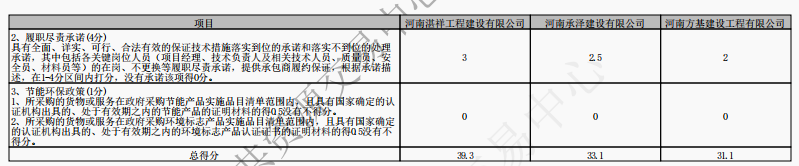 项目 河南湛祥工程建设有限公司 河南承泽建设有限公司 河南方基建设工程有限公司
2、履职尽责承诺(4分)
具有全面、详实、可行、合法有效的保证技术措施落实到位的承诺和落实不到位的处理
承诺，其中包括各关键岗位人员（项目经理、技术负责人及相关技术人员、质量员、安
全员、材料员等）的在岗、不更换等履职尽责承诺，提供承包商履约保证。根据承诺描
述，在1-4分区间内打分，没有承诺该项得0分。
3 2.5 2
3、节能环保政策(1分)
1、所采购的货物或服务在政府采购节能产品实施品目清单范围内，且具有国家确定的认
证机构出具的、处于有效期之内的节能产品的证明材料的得0.5没有不得分。
2、所采购的货物或服务在政府采购环境标志产品实施品目清单范围内，且具有国家确定
的认证机构出具的、处于有效期之内的环境标志产品认证证书的证明材料的得0.5没有不
得分。
0 0 0
总得分 39.3 33.1 31.1